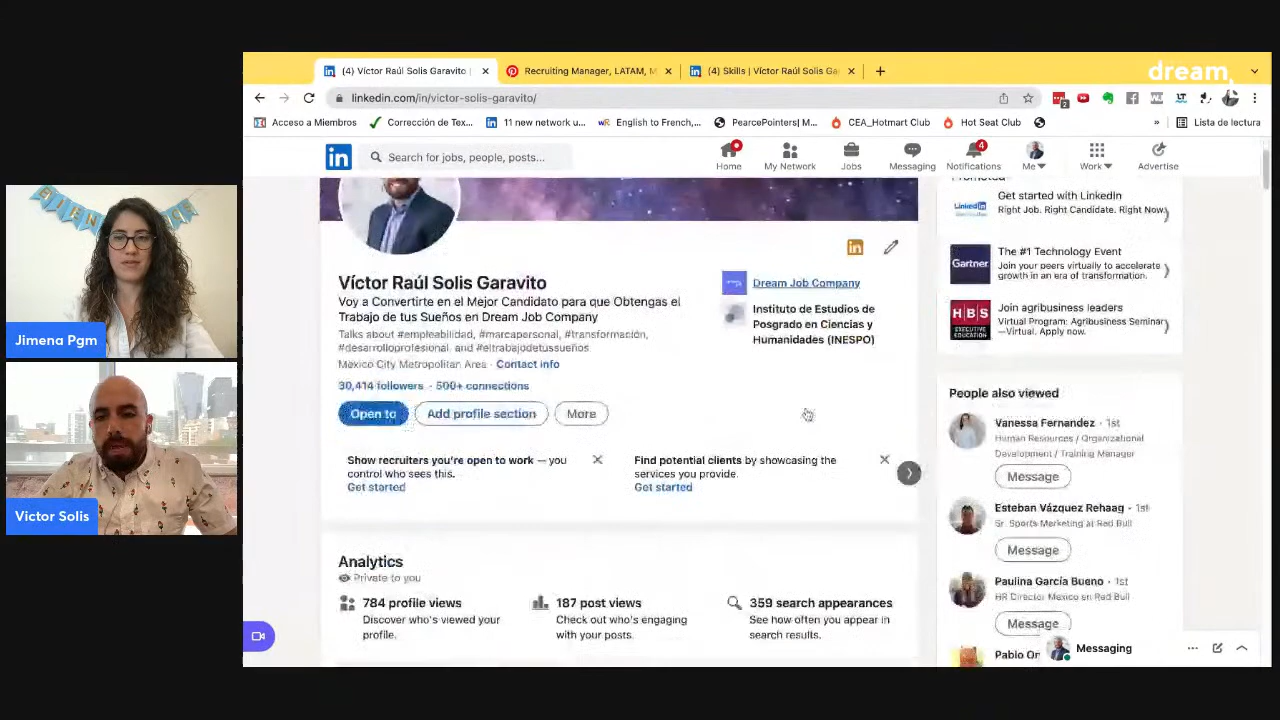 dream
(4) Víctor Raúl Solis Garavito |
Recruiting Manager, LATAM, M
(4) Skills | Víctor Raúl Solis Ga
linkedin.com/in/victor-solis-garavito/
2
Acceso a Miembros
Corrección de Tex...
11 new network u...
English to French,...
PearcePointers| M...
CEA_Hotmart Club
Hot Seat Club
»
Lista de lectura
in
Search for jobs, people, posts...
Home
My Network
Jobs
Messaging
4
Notifications
Me
Work
Advertise
Jimena Pgm
Victor Solis
Víctor Raúl Solis Garavito
Voy a Convertirte en el Mejor Candidato para que Obtengas el
Trabajo de tus Sueños en Dream Job Company
Talks about #empleabilidad, #marcapersonal, #transformación,
#desarrolloprofesional, and #eltrabajodetussueños
Mexico City Metropolitan Area · Contact info
30,414 followers · 500+ connections
Open to
Add profile section
More
in
Dream Job Company
Instituto de Estudios de
Posgrado en Ciencias y
Humanidades (INESPO)
Show recruiters you're open to work — you
control who sees this.
Get started
Find potential clients by showcasing the
services you provide.
Get started
Analytics
Private to you
784 profile views
Discover who's viewed your
profile.
187 post views
Check out who's engaging
with your posts.
359 search appearances
See how often you appear in
search results.
Promoted
LinkedIn
Get started with LinkedIn
Right Job. Right Candidate. Right Now.
Gartner
The #1 Technology Event
Join your peers virtually to accelerate
growth in an era of transformation.
HBS
EXECUTIVE
EDUCATION
Join agribusiness leaders
Virtual Program: Agribusiness Seminar
—Virtual. Apply now.
People also viewed
Vanessa Fernandez · 1st
Human Resources / Organizational
Development / Training Manager
Message
Esteban Vázquez Rehaag · 1st
Sr. Sports Marketing at Red Bull
Message
Paulina García Bueno · 1st
HR Director Mexico en Red Bull
Message
Pablo
Messaging